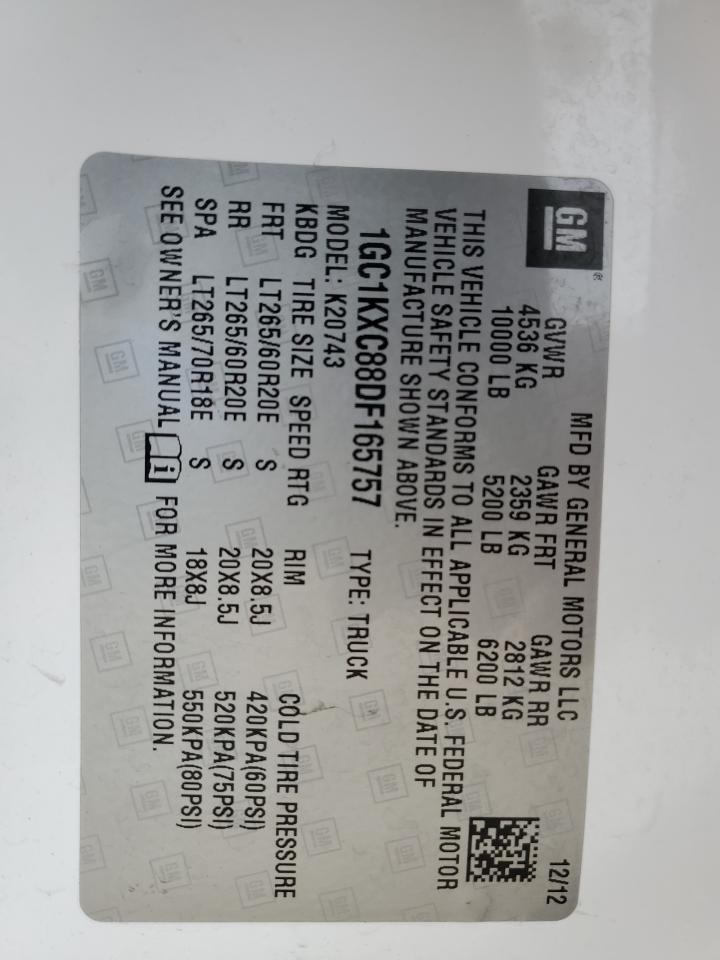 GM
MFD BY GENERAL MOTORS LLC 12/12
GVWR GAWR FRT GAWR RR
4536 KG 2359 KG 2812 KG
10000 LB 5200 LB 6200 LB
THIS VEHICLE CONFORMS TO ALL APPLICABLE U.S. FEDERAL MOTOR
VEHICLE SAFETY STANDARDS IN EFFECT ON THE DATE OF
MANUFACTURE SHOWN ABOVE.
1GC1KXC88DF165757 TYPE: TRUCK
MODEL: K20743
KBDG TIRE SIZE SPEED RTG RIM COLD TIRE PRESSURE
FRT LT265/60R20E S 20X8.5J 420KPA(60PSI)
RR LT265/60R20E S 20X8.5J 520KPA(75PSI)
SPA LT265/70R18E S 18X8J 550KPA(80PSI)
SEE OWNER'S MANUAL i FOR MORE INFORMATION.